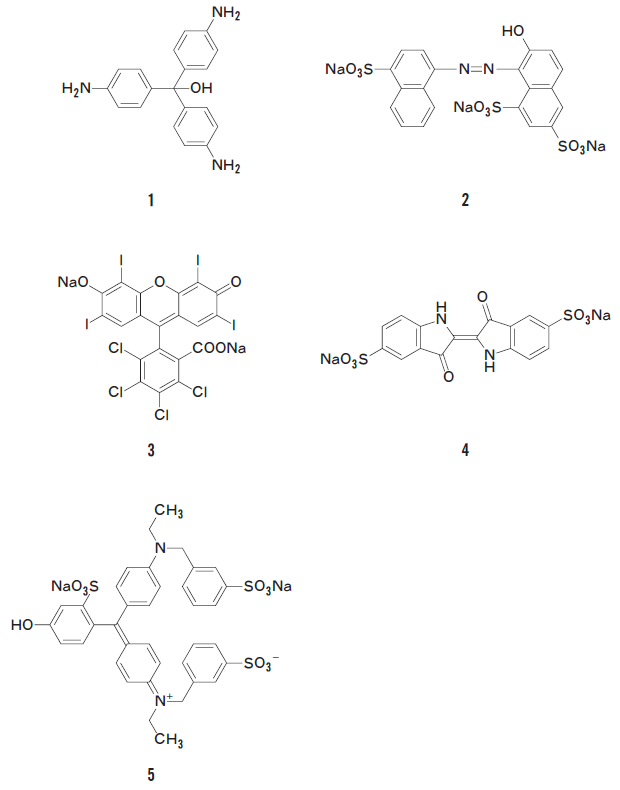 NH₂
H₂N
OH
NH₂
1
HO
NaO₃S
N=N
NaO₃S
SO₃Na
2
I
I
NaO
O
O
I
I
Cl
COONa
Cl
Cl
Cl
3
H
N
O
SO₃Na
NaO₃S
O
N
H
4
CH₃
N
NaO₃S
SO₃Na
HO
SO₃⁻
N⁺
CH₃
5